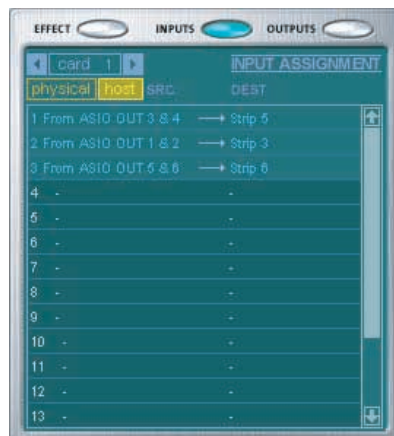 EFFECT INPUTS OUTPUTS
card 1 INPUT ASSIGNMENT
physical host SRC. DEST
1 From ASIO OUT 3 & 4 → Strip 5
2 From ASIO OUT 1 & 2 → Strip 3
3 From ASIO OUT 5 & 6 → Strip 6
4 - -
5 - -
6 - -
7 - -
8 - -
9 - -
10 - -
11 - -
12 - -
13 - -